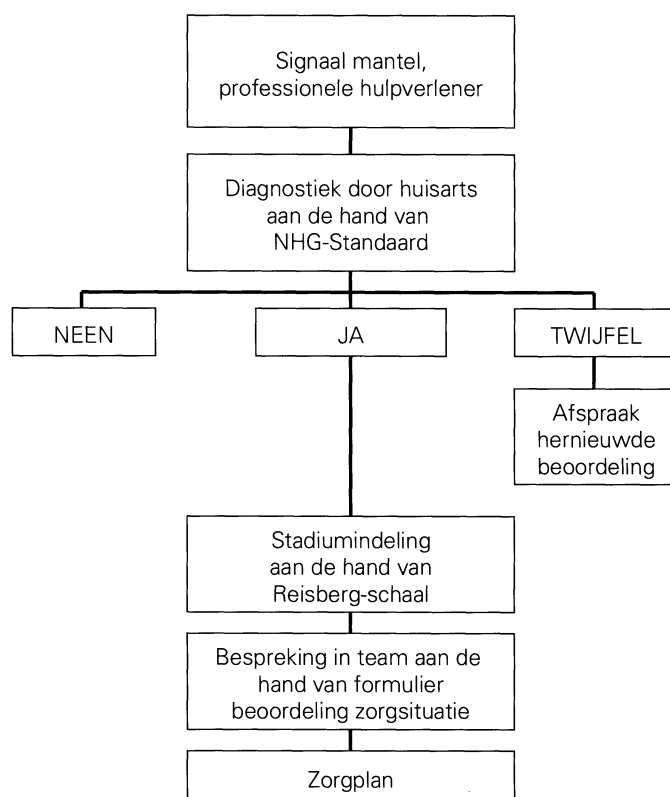 Signaal mantel,
professionele hulpverlener
Diagnostiek door huisarts
aan de hand van
NHG-Standaard
NEEN
JA
TWIJFEL
Afspraak
hernieuwde
beoordeling
Stadiumindeling
aan de hand van
Reisberg-schaal
Bespreking in team aan de
hand van formulier
beoordeling zorgsituatie
Zorgplan